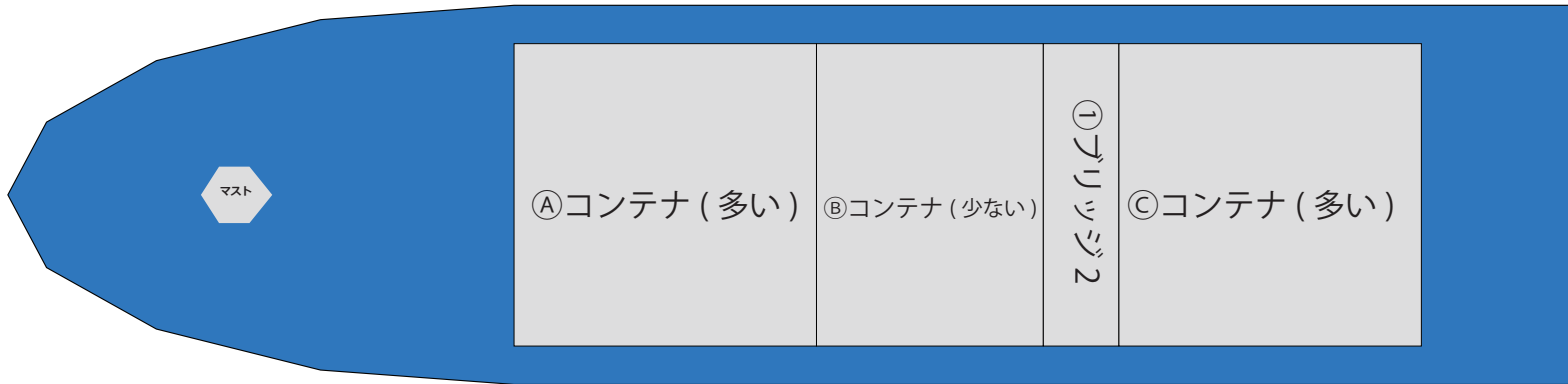 マスト
Ⓐコンテナ ( 多い )
Ⓑコンテナ ( 少ない )
①ブリッジ 2
Ⓒコンテナ ( 多い )